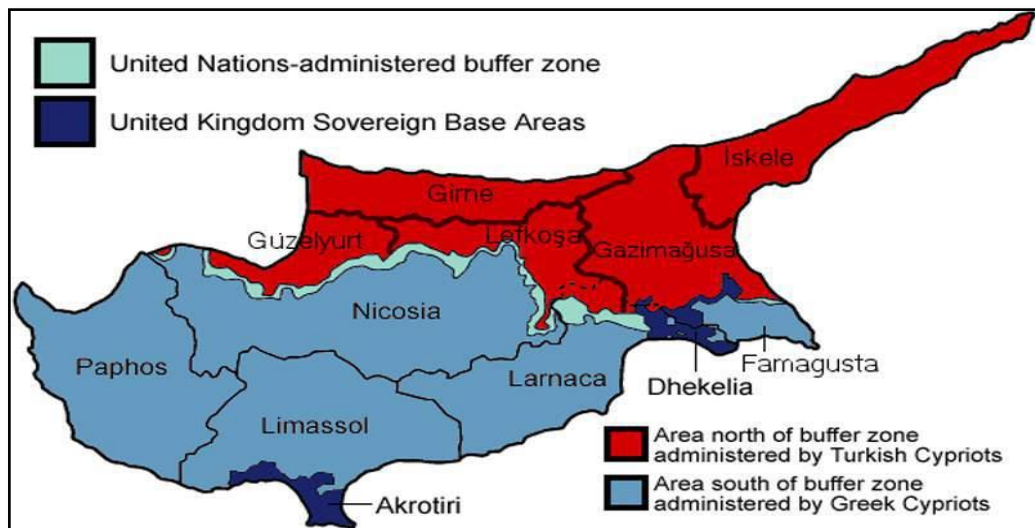 United Nations-administered buffer zone
United Kingdom Sovereign Base Areas
İskele
Girne
Güzelyurt
Lefkoşa
Gazimağusa
Nicosia
Paphos
Larnaca
Famagusta
Dhekelia
Limassol
Akrotiri
Area north of buffer zone
administered by Turkish Cypriots
Area south of buffer zone
administered by Greek Cypriots